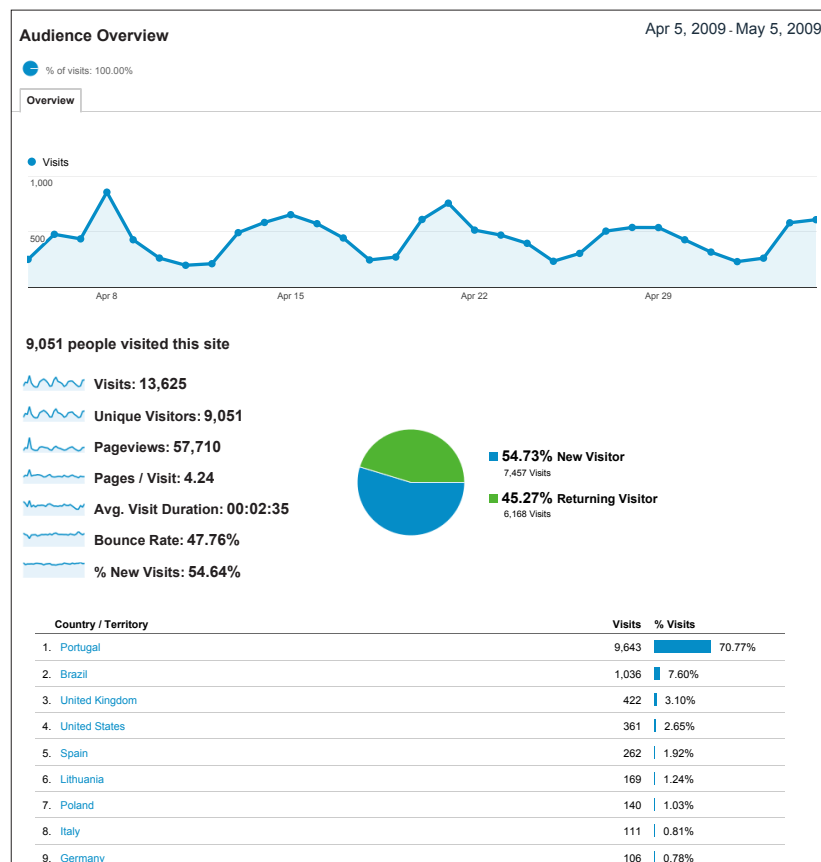 Audience Overview
Apr 5, 2009 - May 5, 2009
% of visits: 100.00%
Overview
Visits
1,000
500
Apr 8 Apr 15 Apr 22 Apr 29
9,051 people visited this site
Visits: 13,625
Unique Visitors: 9,051
Pageviews: 57,710
Pages / Visit: 4.24
Avg. Visit Duration: 00:02:35
Bounce Rate: 47.76%
% New Visits: 54.64%
54.73% New Visitor
7,457 Visits
45.27% Returning Visitor
6,168 Visits
Country / Territory Visits % Visits
1. Portugal 9,643 70.77%
2. Brazil 1,036 7.60%
3. United Kingdom 422 3.10%
4. United States 361 2.65%
5. Spain 262 1.92%
6. Lithuania 169 1.24%
7. Poland 140 1.03%
8. Italy 111 0.81%
9. Germany 106 0.78%